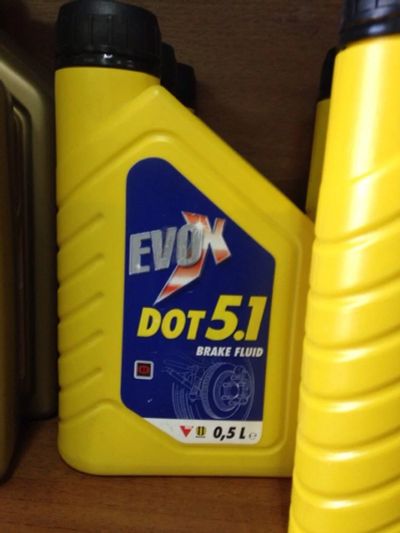 EVOX
DOT 5.1
BRAKE FLUID
0,5 L e